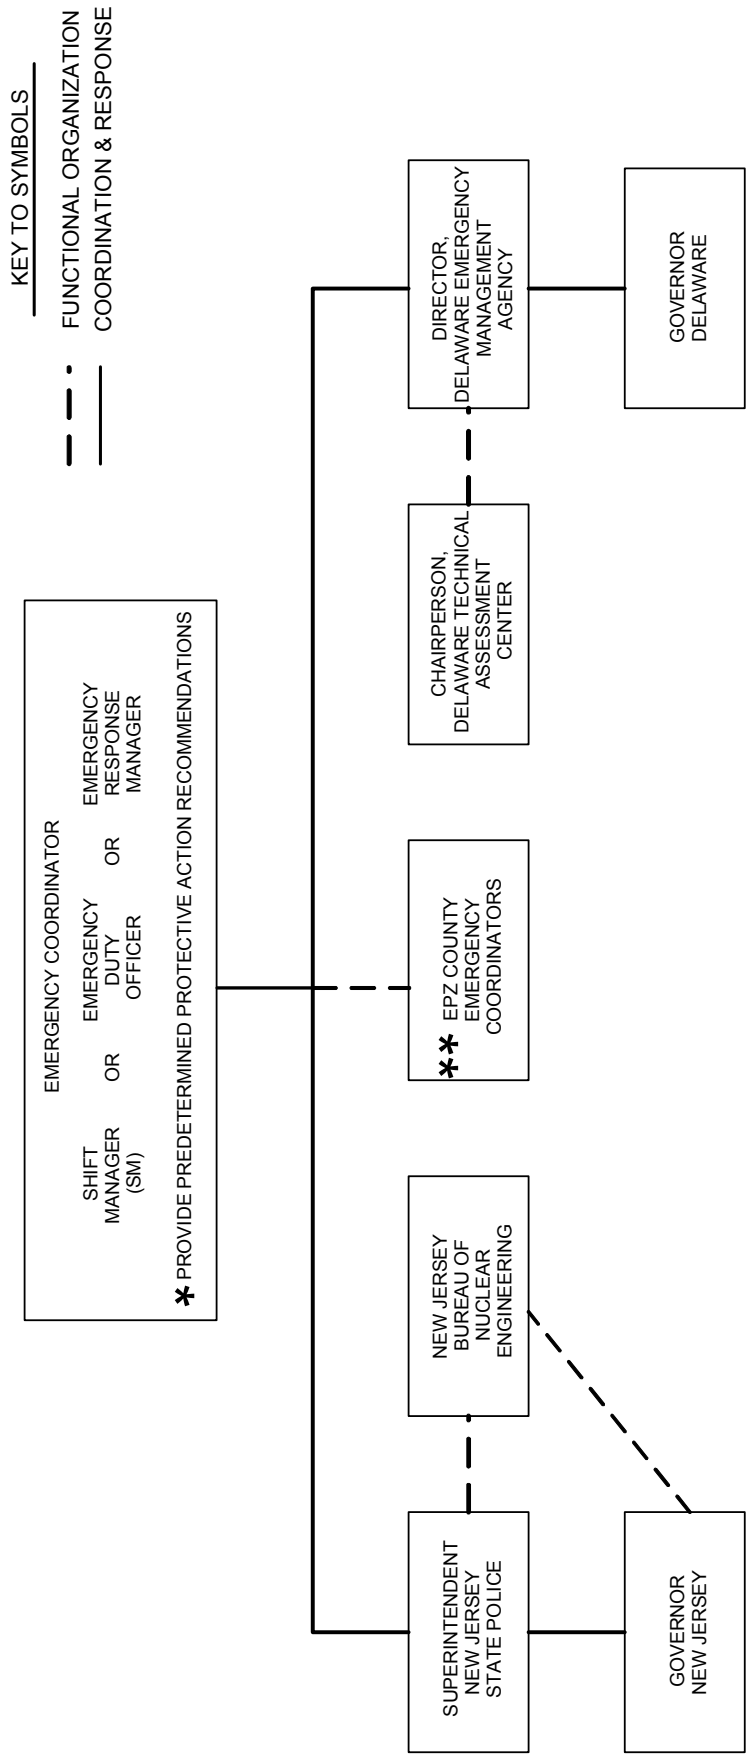 KEY TO SYMBOLS
FUNCTIONAL ORGANIZATION
COORDINATION & RESPONSE
EMERGENCY COORDINATOR
SHIFT
MANAGER
(SM)
OR
EMERGENCY
DUTY
OFFICER
OR
EMERGENCY
RESPONSE
MANAGER
* PROVIDE PREDETERMINED PROTECTIVE ACTION RECOMMENDATIONS
SUPERINTENDENT
NEW JERSEY
STATE POLICE
NEW JERSEY
BUREAU OF
NUCLEAR
ENGINEERING
** EPZ COUNTY
EMERGENCY
COORDINATORS
CHAIRPERSON,
DELAWARE TECHNICAL
ASSESSMENT
CENTER
DIRECTOR,
DELAWARE EMERGENCY
MANAGEMENT
AGENCY
GOVERNOR
NEW JERSEY
GOVERNOR
DELAWARE